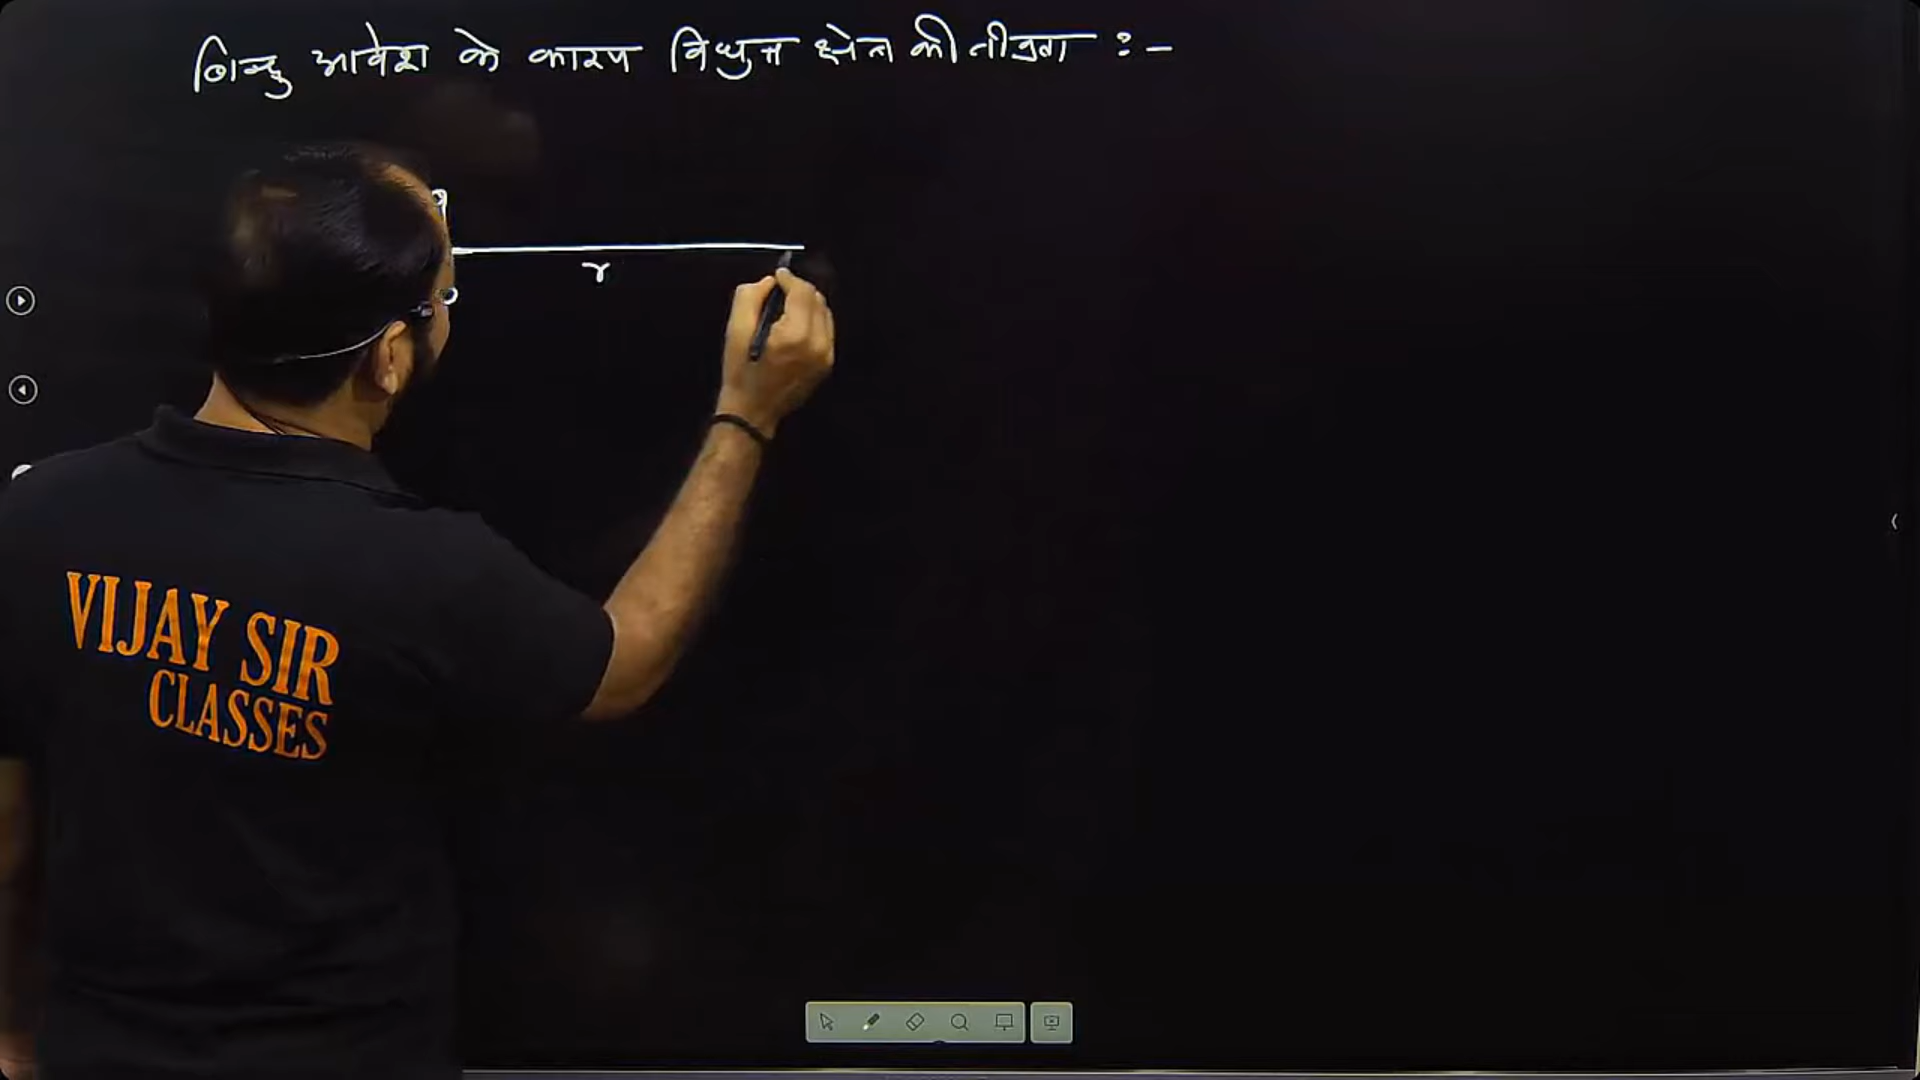 बिन्दु आवेश के कारण विधुत्त क्षेत्र की तीव्रता :-
q
r
o
VIJAY SIR
CLASSES